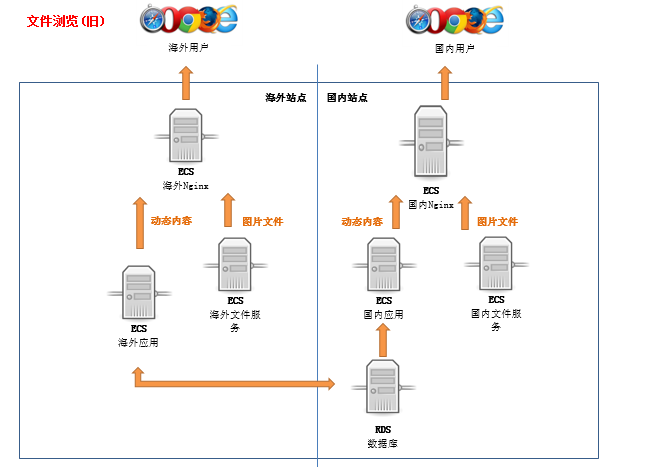 文件浏览(旧)
海外用户
国内用户
海外站点
国内站点
ECS
海外Nginx
ECS
国内Nginx
动态内容
图片文件
动态内容
图片文件
ECS
海外应用
ECS
海外文件服
务
ECS
国内应用
ECS
国内文件服
务
RDS
数据库